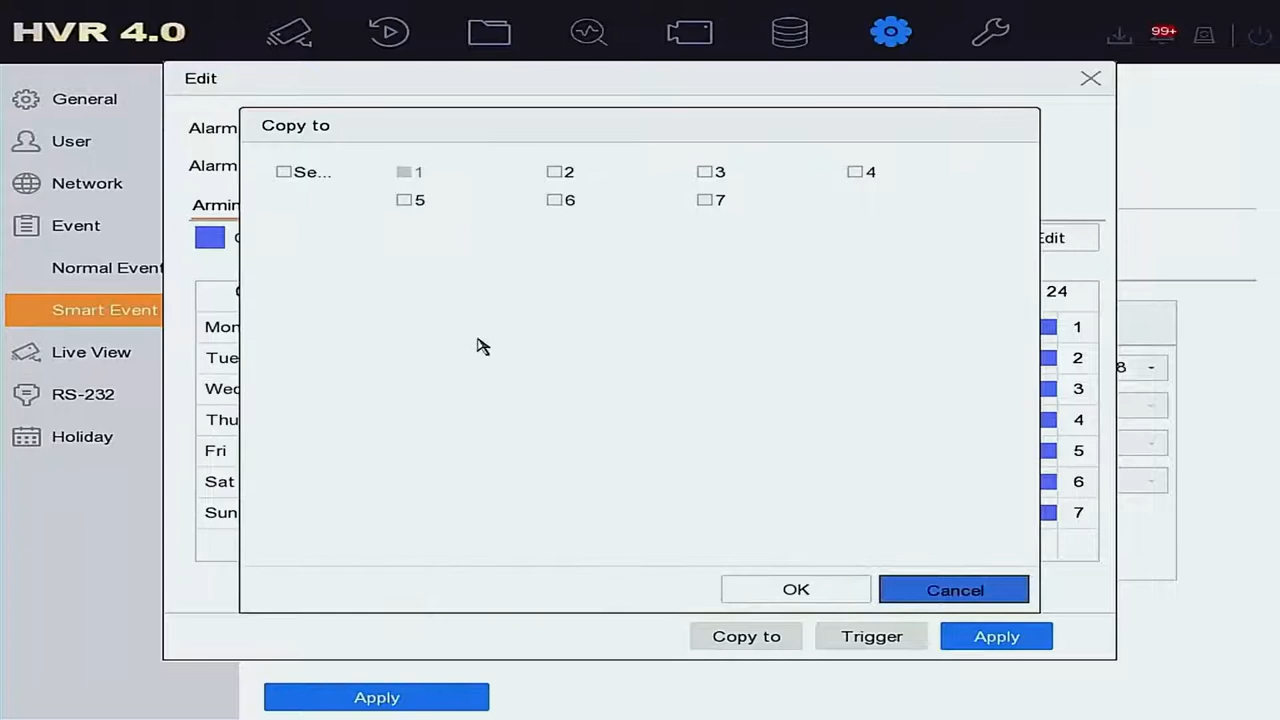 HVR 4.0
99+
General
User
Network
Event
Normal Event
Smart Event
Live View
RS-232
Holiday
Edit
Alarm
Alarm
Armin
Edit
24
Mon 1
Tue 2
Wed 3
Thu 4
Fri 5
Sat 6
Sun 7
8
Copy to
Se... 1 2 3 4
5 6 7
OK Cancel
Copy to Trigger Apply
Apply